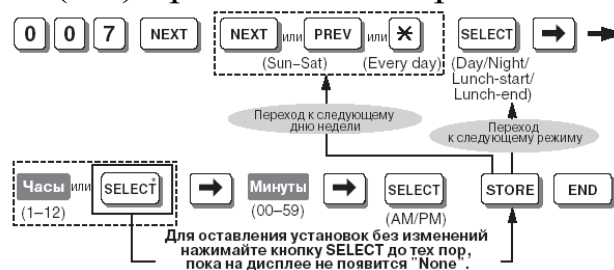 0 0 7 NEXT NEXT или PREV или ✱ SELECT ➡ ➡
(Sun–Sat) (Every day) (Day/Night/
Lunch-start/
Lunch-end)
Переход к следующему
дню недели
Переход
к следующему режиму
Часы или SELECT* ➡ Минуты ➡ SELECT STORE END
(1–12) (00–59) (AM/PM)
Для оставления установок без изменений
нажимайте кнопку SELECT до тех пор,
пока на дисплее не появится "None".